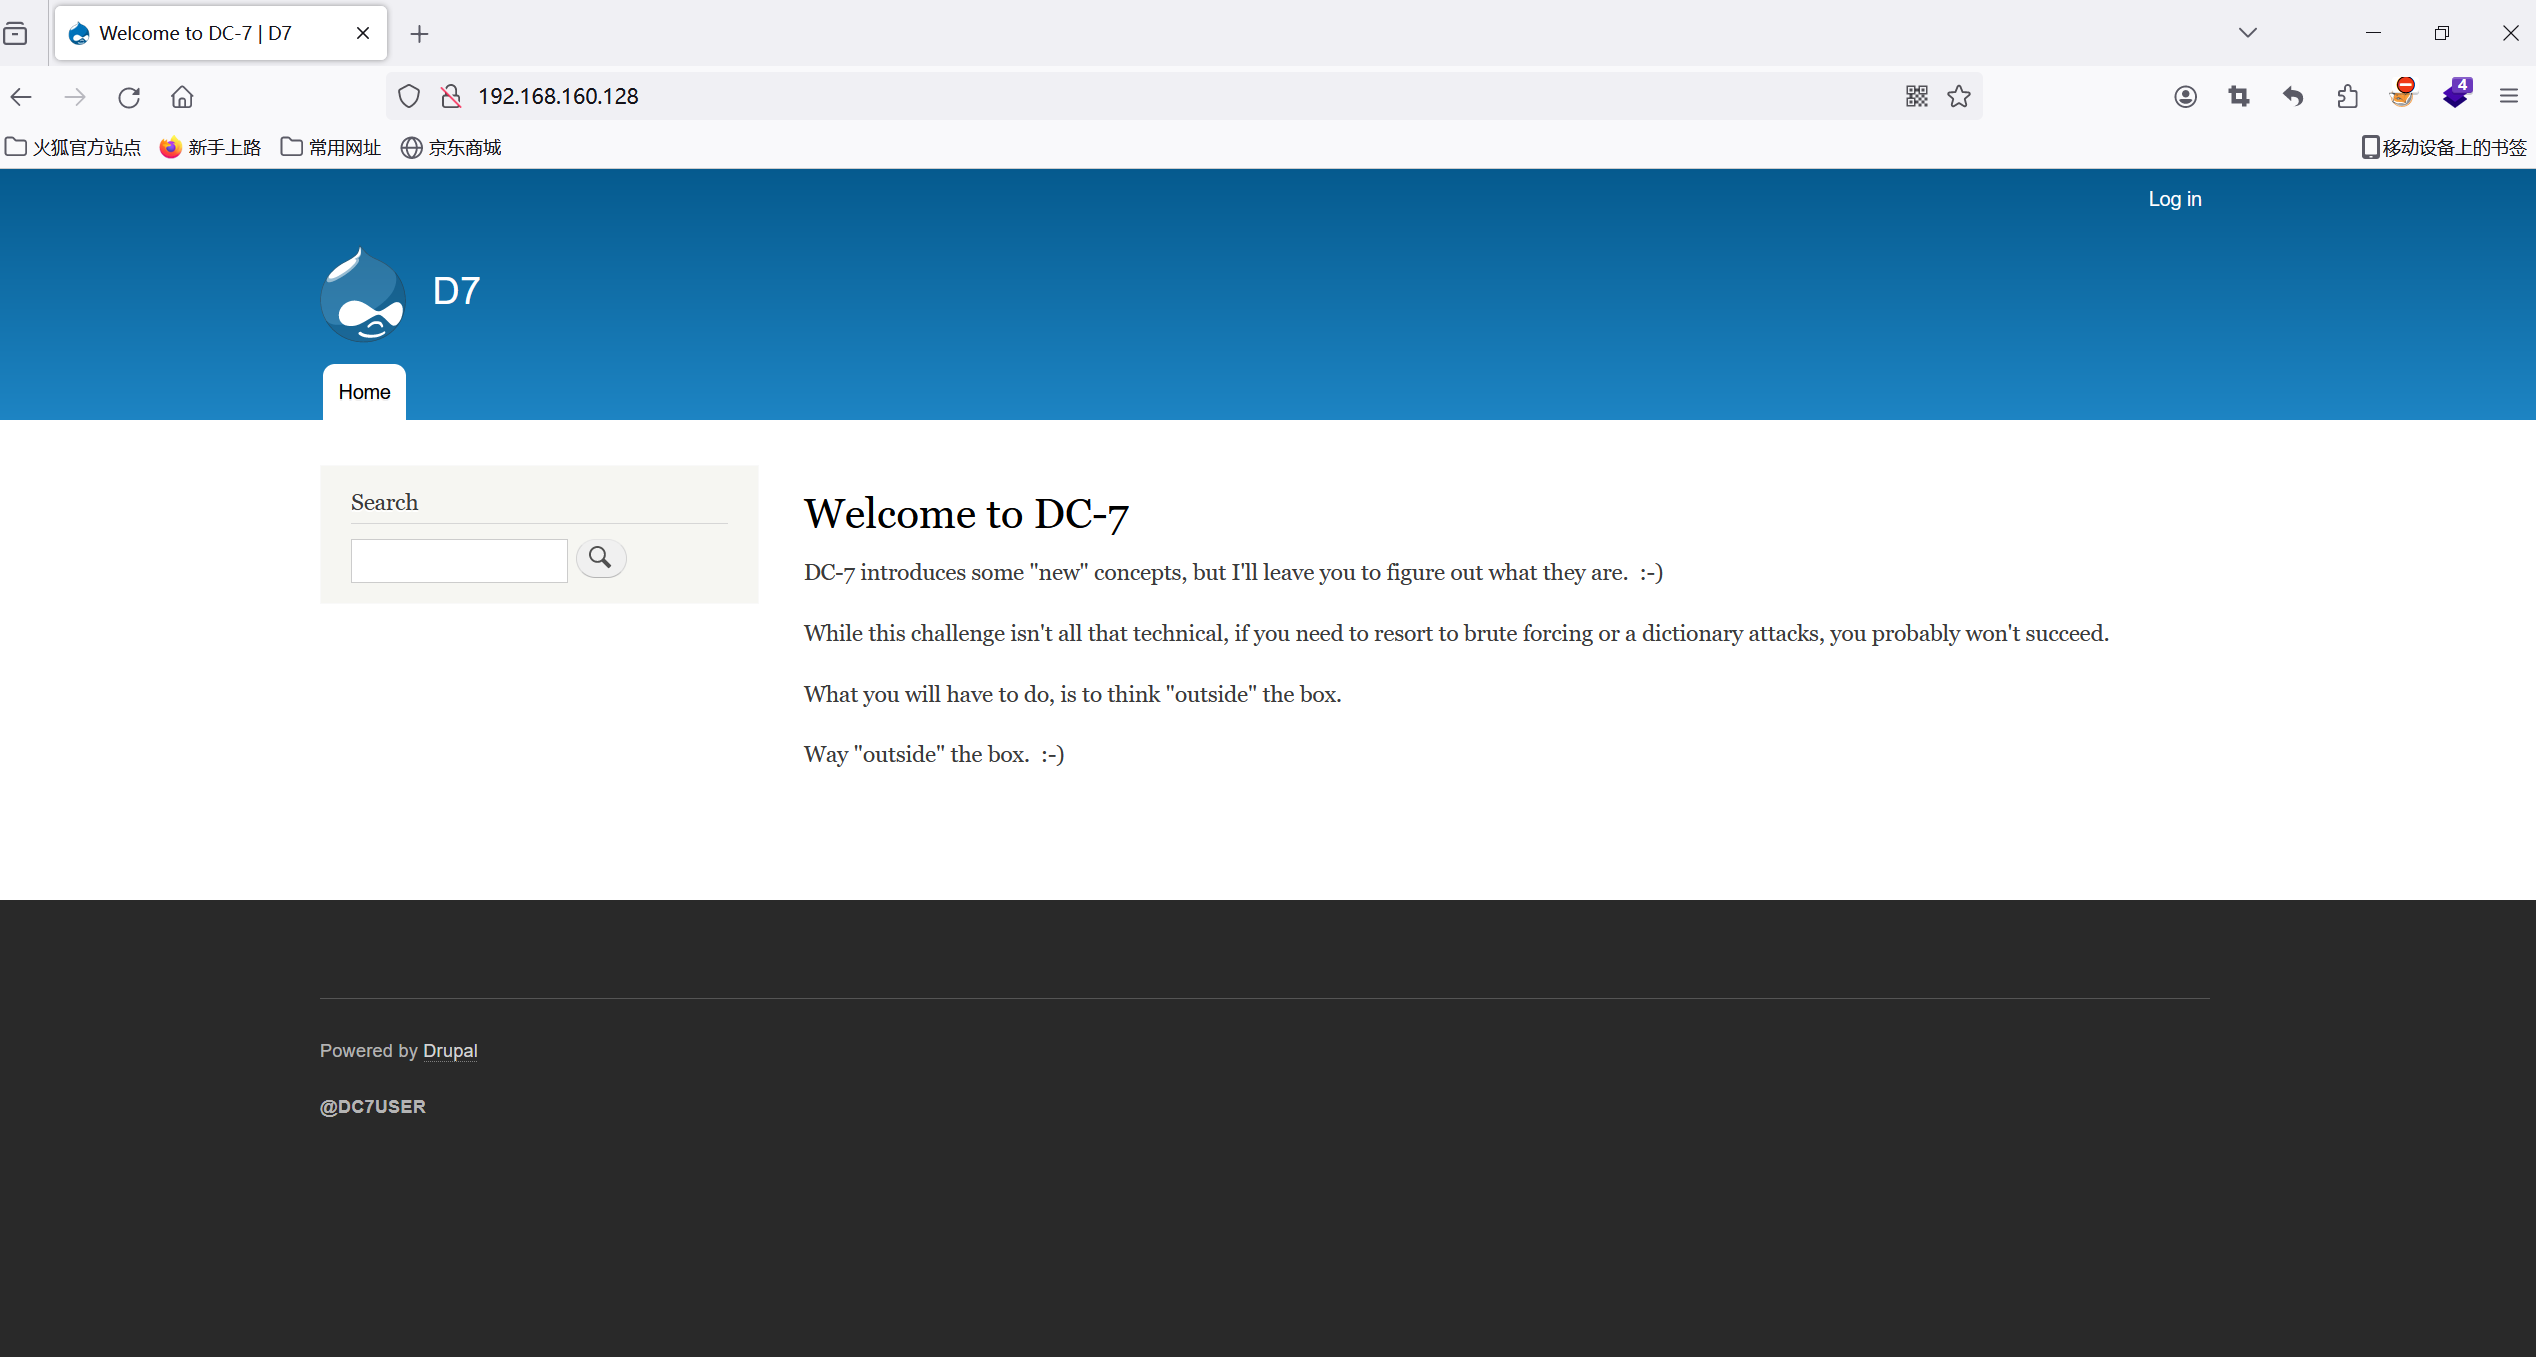 Welcome to DC-7 | D7
192.168.160.128
4
火狐官方站点 新手上路 常用网址 京东商城 移动设备上的书签
Log in
D7
Home
Search
Welcome to DC-7
DC-7 introduces some "new" concepts, but I'll leave you to figure out what they are.  :-)
While this challenge isn't all that technical, if you need to resort to brute forcing or a dictionary attacks, you probably won't succeed.
What you will have to do, is to think "outside" the box.
Way "outside" the box.  :-)
Powered by Drupal
@DC7USER